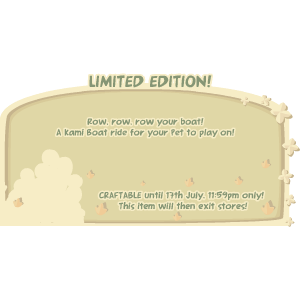 LIMITED EDITION!
Row, row, row your boat!
A Kami Boat ride for your Pet to play on!
CRAFTABLE until 17th July, 11:59pm only!
This item will then exit stores!